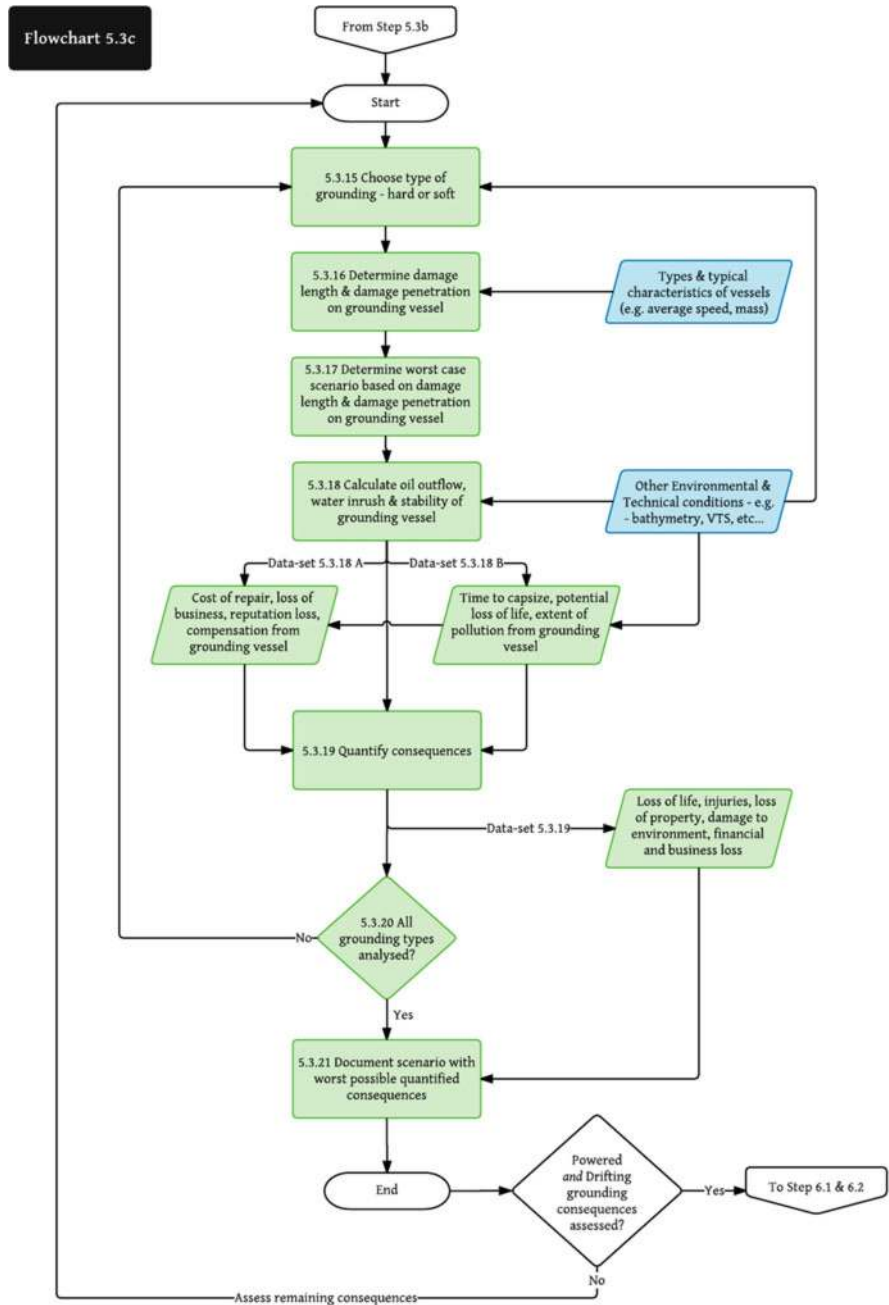 Flowchart 5.3c
From Step 5.3b
Start
5.3.15 Choose type of
grounding - hard or soft
5.3.16 Determine damage
length & damage penetration
on grounding vessel
Types & typical
characteristics of vessels
(e.g. average speed, mass)
5.3.17 Determine worst case
scenario based on damage
length & damage penetration
on grounding vessel
5.3.18 Calculate oil outflow,
water inrush & stability of
grounding vessel
Other Environmental &
Technical conditions - e.g.
- bathymetry, VTS, etc...
Data-set 5.3.18 A
Data-set 5.3.18 B
Cost of repair, loss of
business, reputation loss,
compensation from
grounding vessel
Time to capsize, potential
loss of life, extent of
pollution from grounding
vessel
5.3.19 Quantify consequences
Data-set 5.3.19
Loss of life, injuries, loss
of property, damage to
environment, financial
and business loss
5.3.20 All
grounding types
analysed?
No
Yes
5.3.21 Document scenario with
worst possible quantified
consequences
End
Powered
and Drifting
grounding
consequences
assessed?
Yes
To Step 6.1 & 6.2
No
Assess remaining consequences